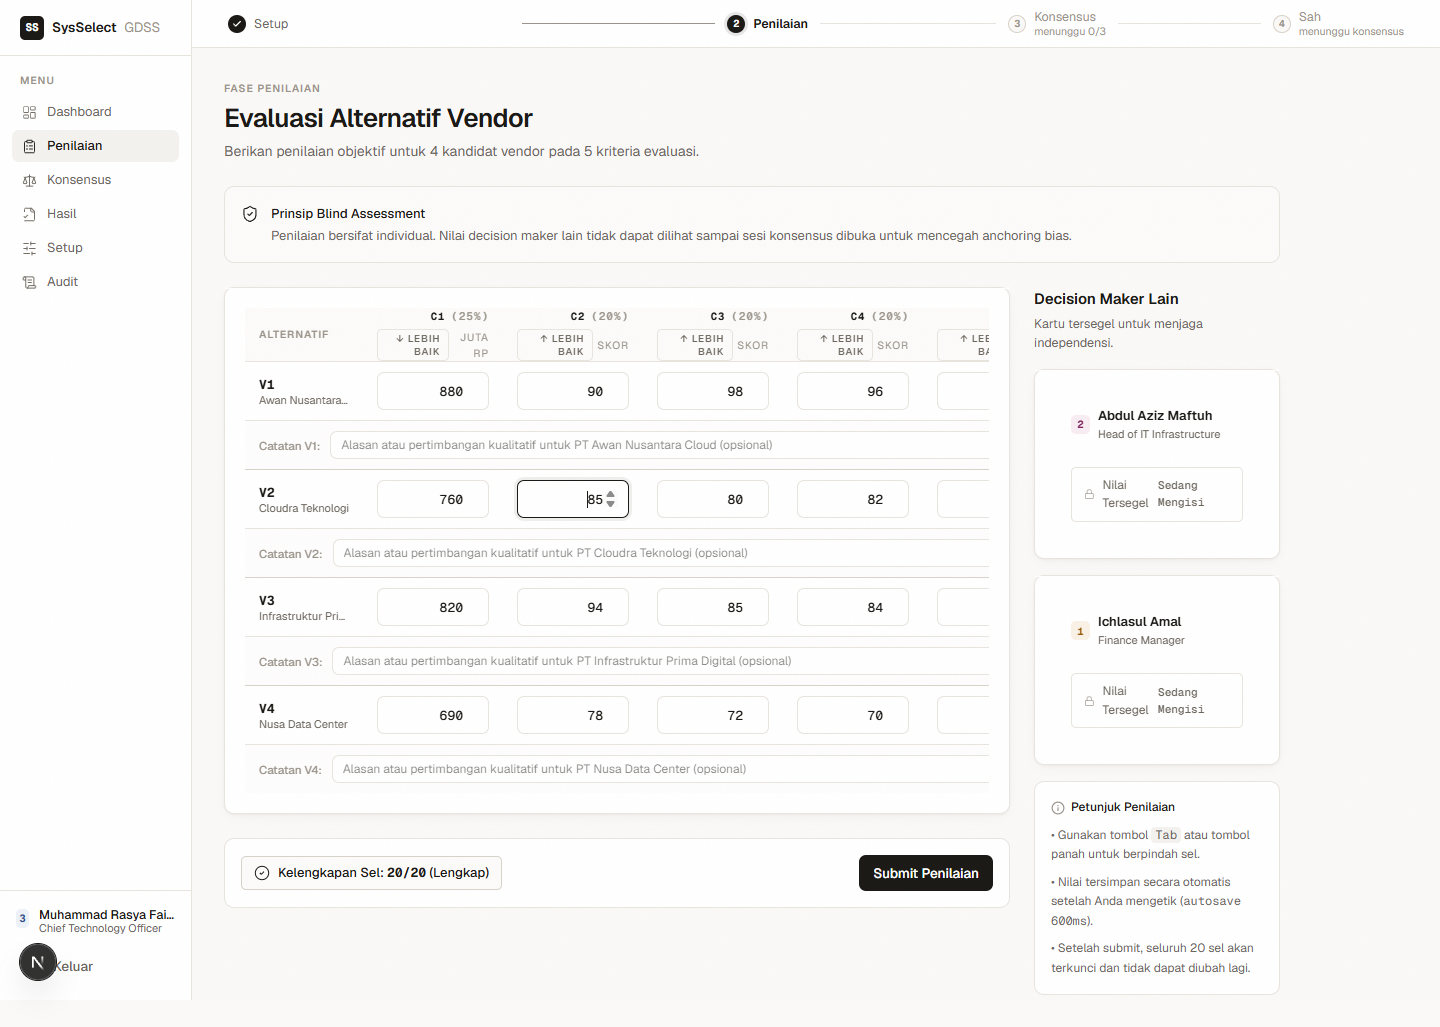 SS SysSelect GDSS
MENU
Dashboard
Penilaian
Konsensus
Hasil
Setup
Audit
3 Muhammad Rasya Fai...
Chief Technology Officer
N Keluar
Setup
2 Penilaian
3 Konsensus
menunggu 0/3
4 Sah
menunggu konsensus
FASE PENILAIAN
Evaluasi Alternatif Vendor
Berikan penilaian objektif untuk 4 kandidat vendor pada 5 kriteria evaluasi.
Prinsip Blind Assessment
Penilaian bersifat individual. Nilai decision maker lain tidak dapat dilihat sampai sesi konsensus dibuka untuk mencegah anchoring bias.
C1 (25%) C2 (20%) C3 (20%) C4 (20%)
ALTERNATIF
↓ LEBIH BAIK JUTA RP
↑ LEBIH BAIK SKOR
↑ LEBIH BAIK SKOR
↑ LEBIH BAIK SKOR
V1
Awan Nusantara...
880 90 98 96
Catatan V1: Alasan atau pertimbangan kualitatif untuk PT Awan Nusantara Cloud (opsional)
V2
Cloudra Teknologi
760 85 80 82
Catatan V2: Alasan atau pertimbangan kualitatif untuk PT Cloudra Teknologi (opsional)
V3
Infrastruktur Pri...
820 94 85 84
Catatan V3: Alasan atau pertimbangan kualitatif untuk PT Infrastruktur Prima Digital (opsional)
V4
Nusa Data Center
690 78 72 70
Catatan V4: Alasan atau pertimbangan kualitatif untuk PT Nusa Data Center (opsional)
Kelengkapan Sel: 20/20 (Lengkap)
Submit Penilaian
Decision Maker Lain
Kartu tersegel untuk menjaga
independensi.
2 Abdul Aziz Maftuh
Head of IT Infrastructure
Nilai Tersegel
Sedang Mengisi
1 Ichlasul Amal
Finance Manager
Nilai Tersegel
Sedang Mengisi
Petunjuk Penilaian
• Gunakan tombol Tab atau tombol
panah untuk berpindah sel.
• Nilai tersimpan secara otomatis
setelah Anda mengetik (autosave
600ms).
• Setelah submit, seluruh 20 sel akan
terkunci dan tidak dapat diubah lagi.